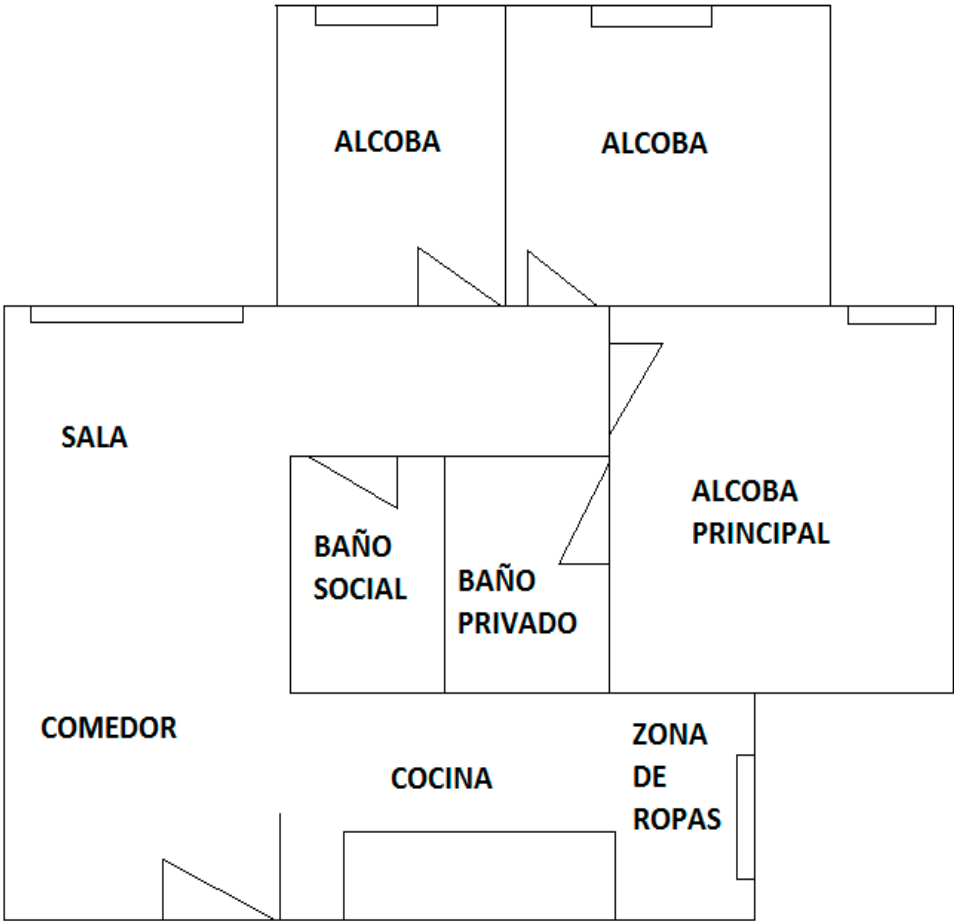 ALCOBA
ALCOBA
SALA
ALCOBA
PRINCIPAL
BAÑO
SOCIAL
BAÑO
PRIVADO
COMEDOR
COCINA
ZONA
DE
ROPAS